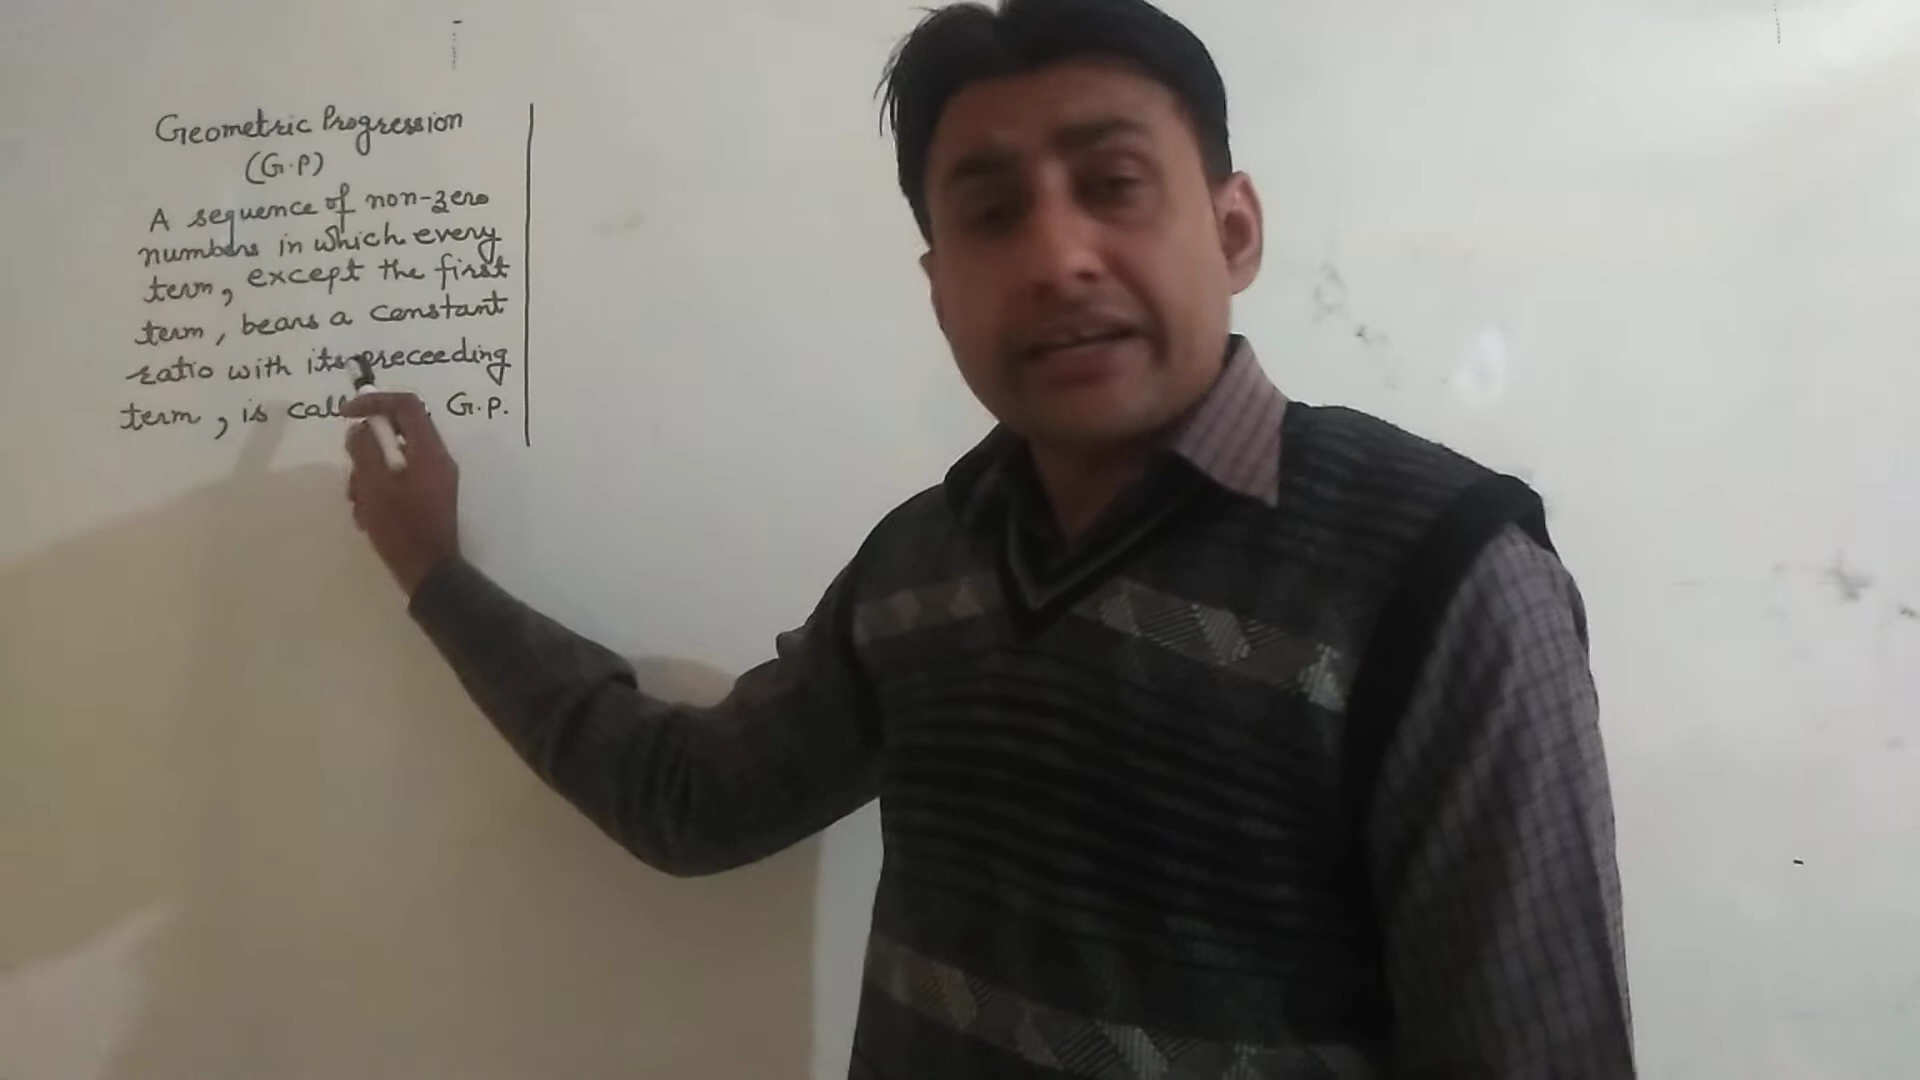 Geometric Progression
(G.P)
A sequence of non-zero
numbers in which every
term, except the first
term, bears a constant
ratio with its preceeding
term, is G.P.